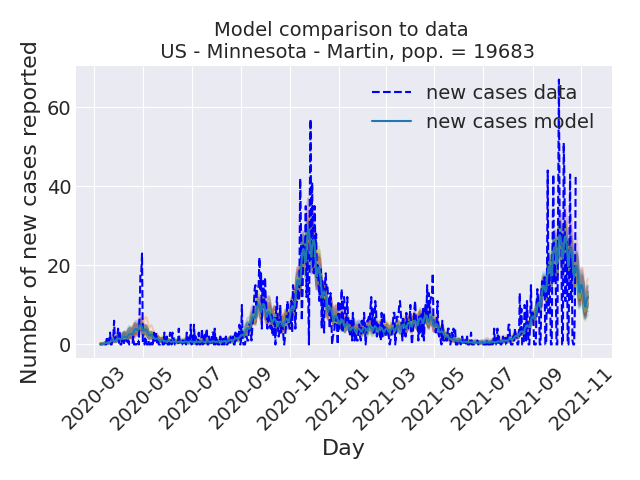 Model comparison to data
US - Minnesota - Martin, pop. = 19683
Number of new cases reported
60
40
20
0
new cases data
new cases model
2020-03
2020-05
2020-07
2020-09
2020-11
2021-01
2021-03
2021-05
2021-07
2021-09
2021-11
Day